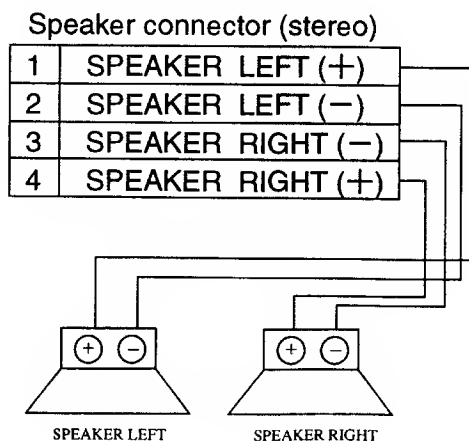 Speaker connector (stereo)
1 SPEAKER LEFT (+)
2 SPEAKER LEFT (−)
3 SPEAKER RIGHT (−)
4 SPEAKER RIGHT (+)
+ − + −
SPEAKER LEFT SPEAKER RIGHT